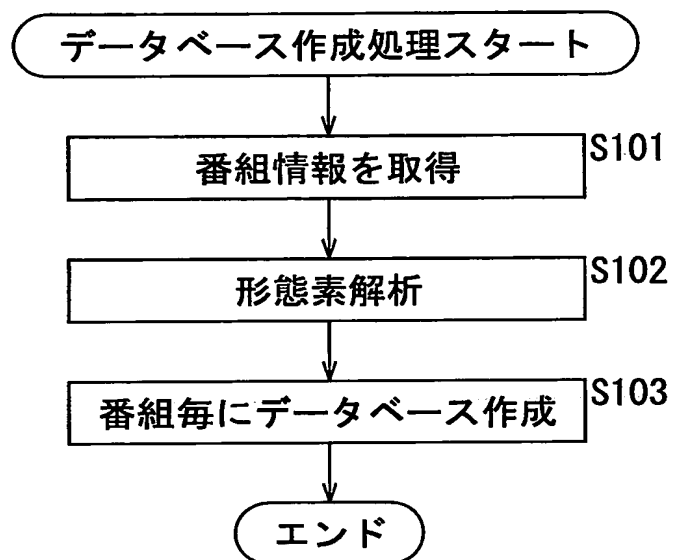 データベース作成処理スタート
番組情報を取得
S101
形態素解析
S102
番組毎にデータベース作成
S103
エンド